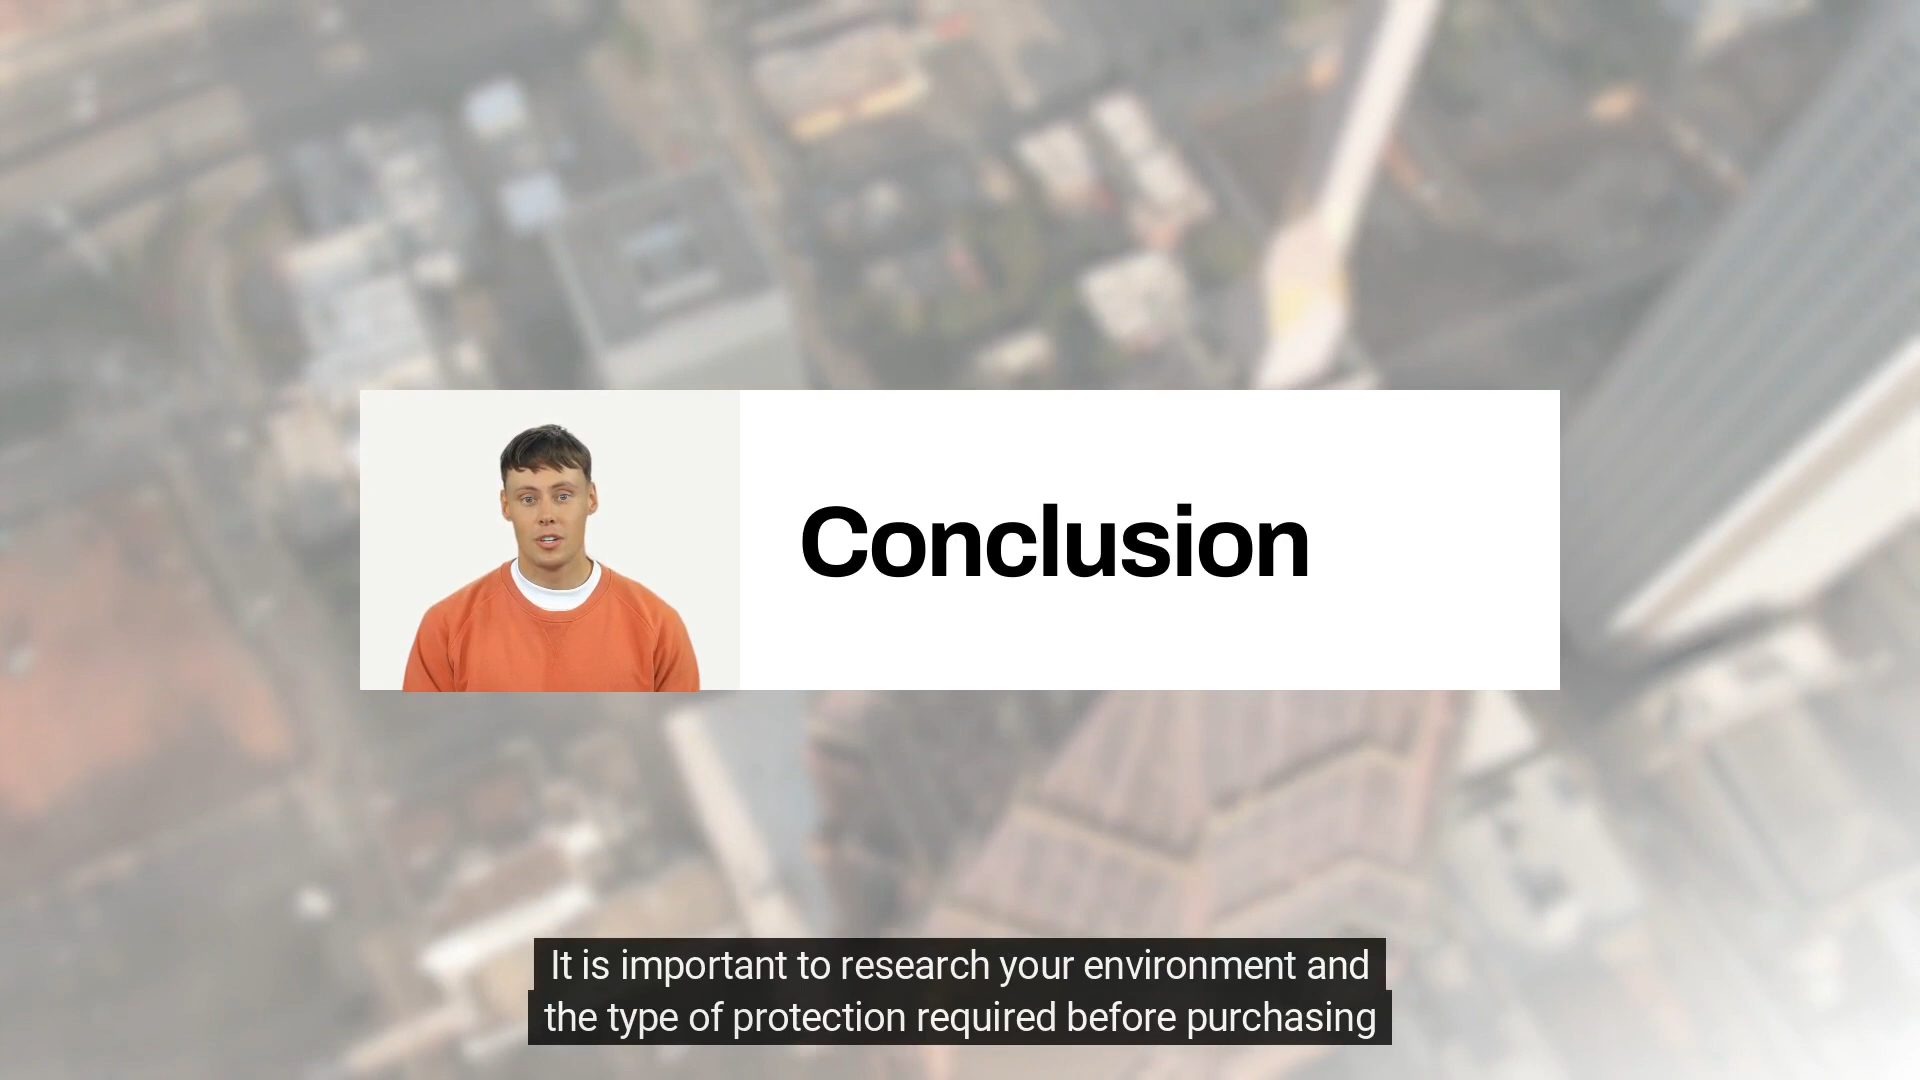 Conclusion
It is important to research your environment and
the type of protection required before purchasing